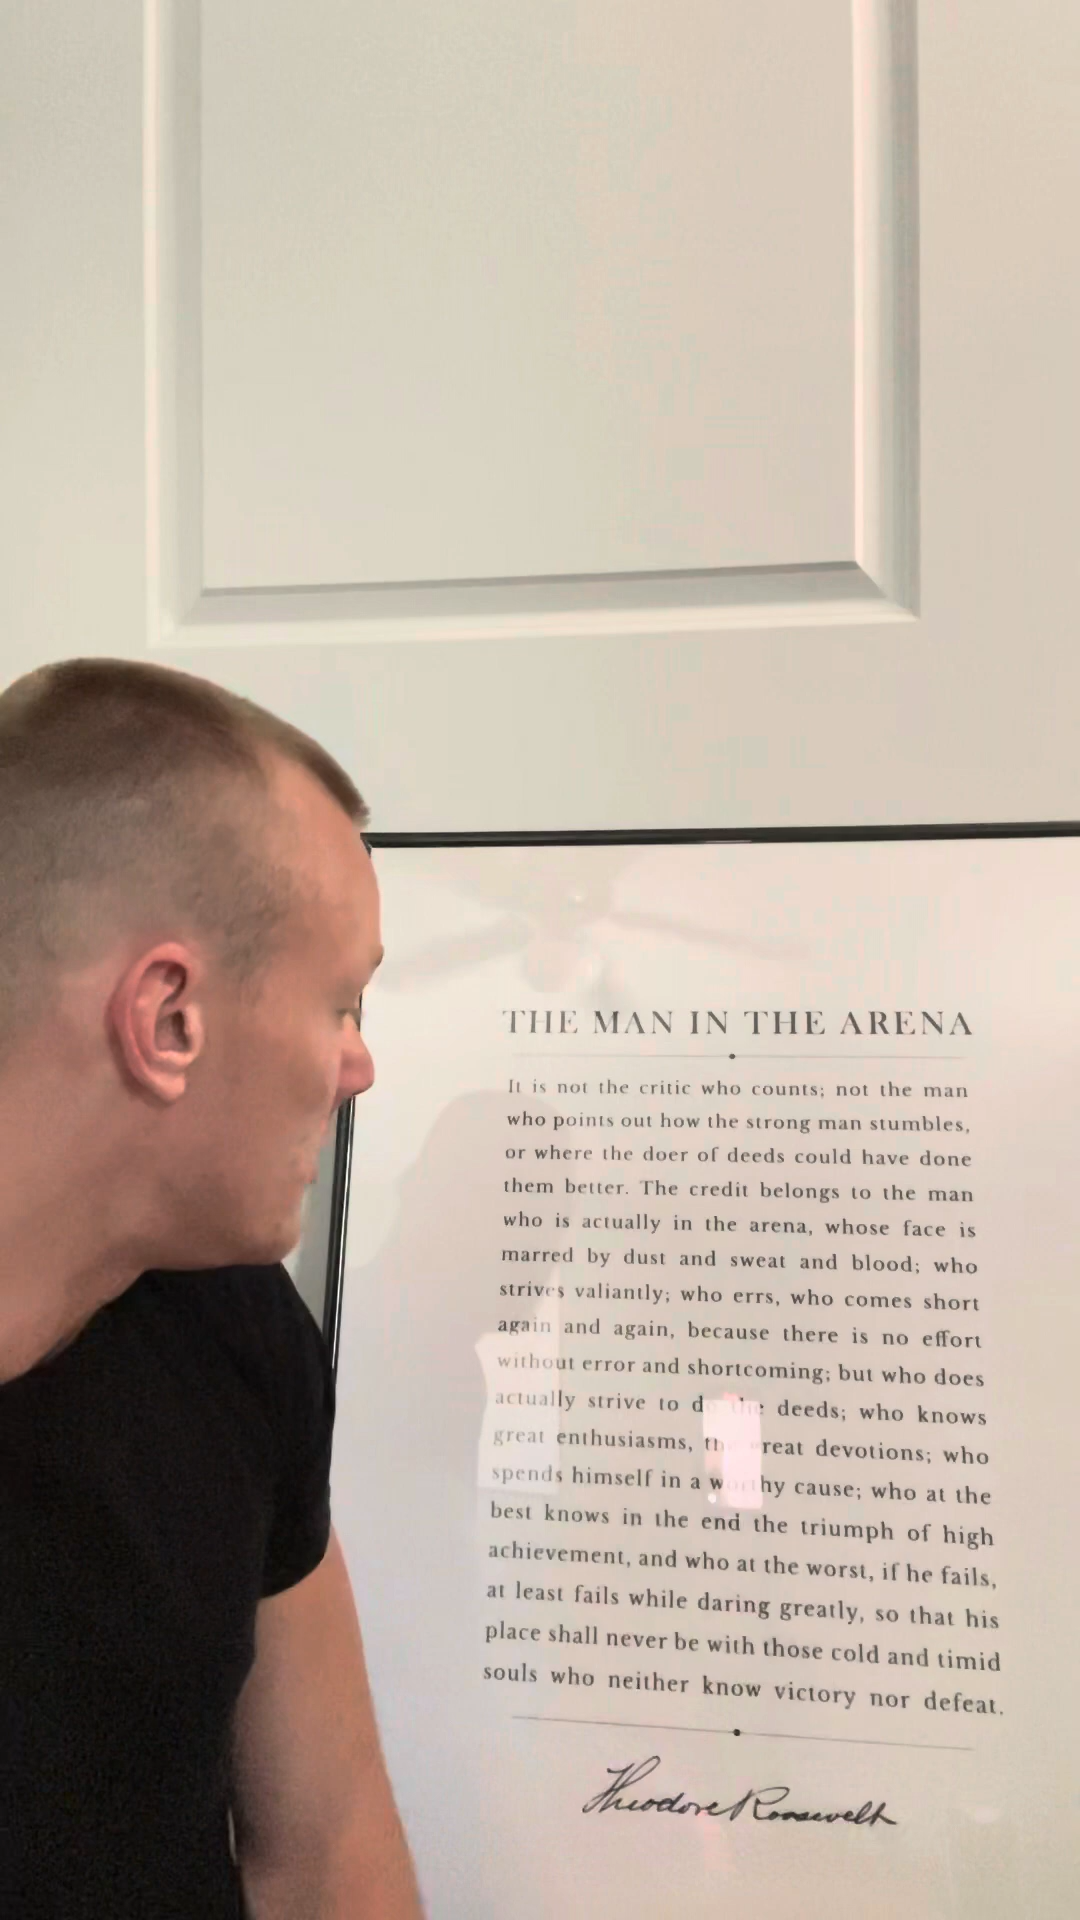 THE MAN IN THE ARENA
It is not the critic who counts; not the man
who points out how the strong man stumbles,
or where the doer of deeds could have done
them better. The credit belongs to the man
who is actually in the arena, whose face is
marred by dust and sweat and blood; who
strives valiantly; who errs, who comes short
again and again, because there is no effort
without error and shortcoming; but who does
actually strive to do the deeds; who knows
great enthusiasms, the great devotions; who
spends himself in a worthy cause; who at the
best knows in the end the triumph of high
achievement, and who at the worst, if he fails,
at least fails while daring greatly, so that his
place shall never be with those cold and timid
souls who neither know victory nor defeat.
Theodore Roosevelt